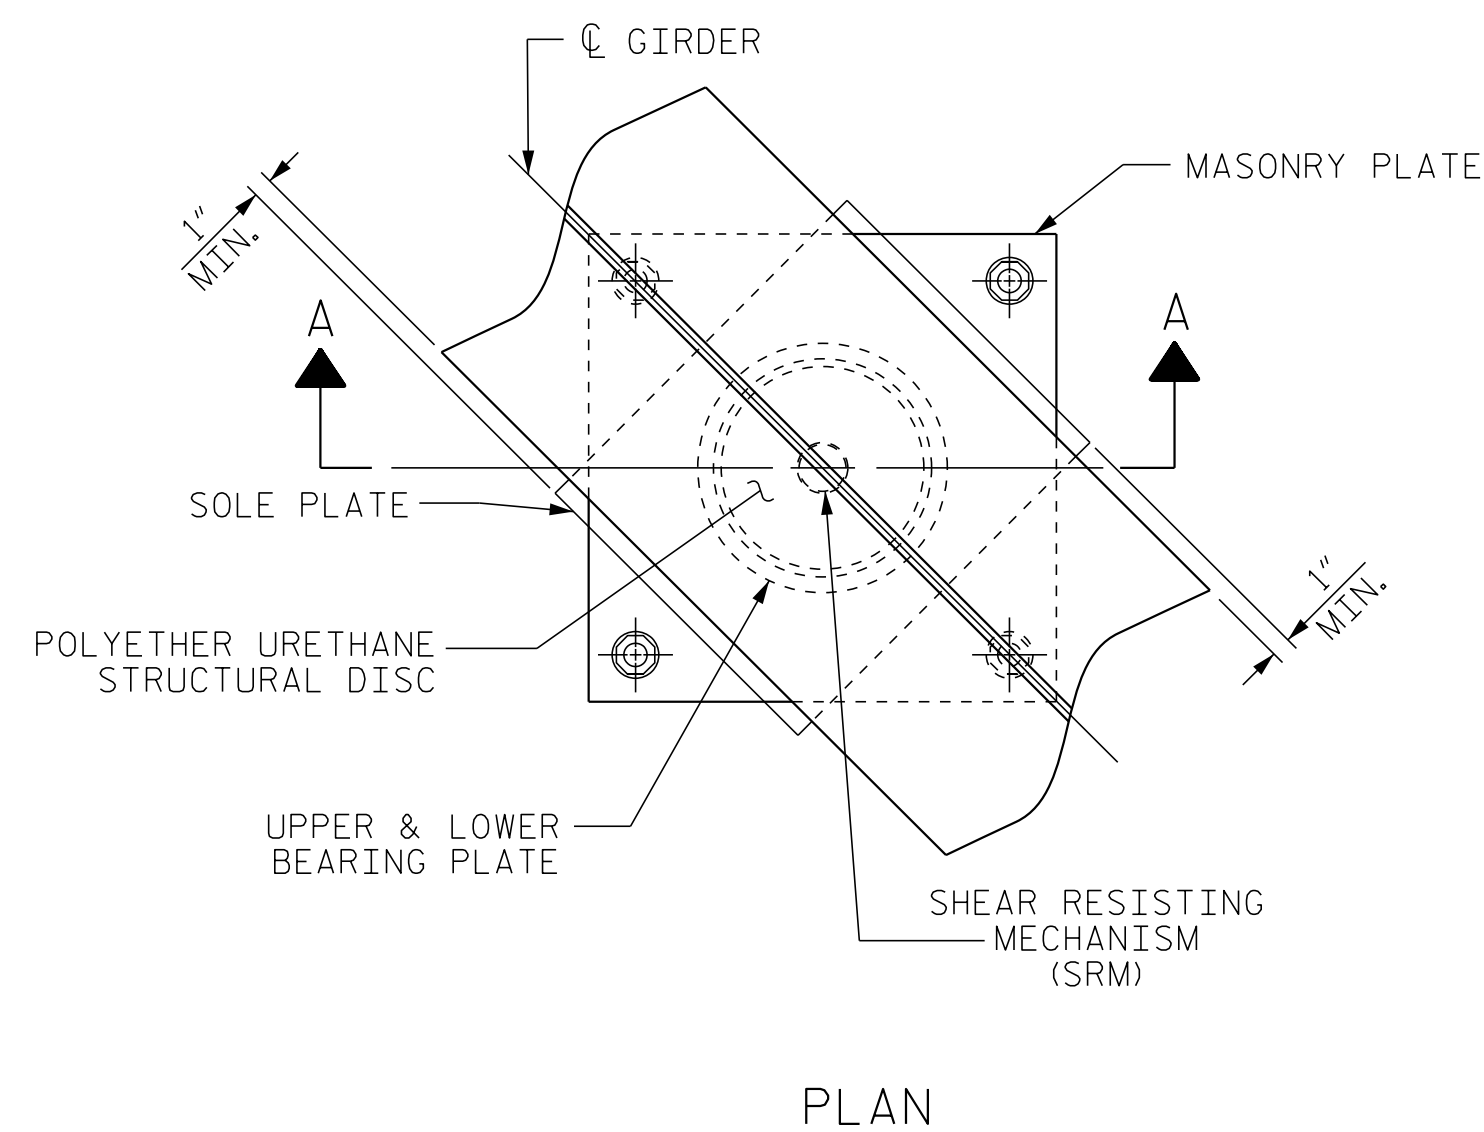 ℄ GIRDER
MASONRY PLATE
1"
MIN.
A
A
SOLE PLATE
1"
MIN.
POLYETHER URETHANE
STRUCTURAL DISC
UPPER & LOWER
BEARING PLATE
SHEAR RESISTING
MECHANISM
(SRM)
PLAN